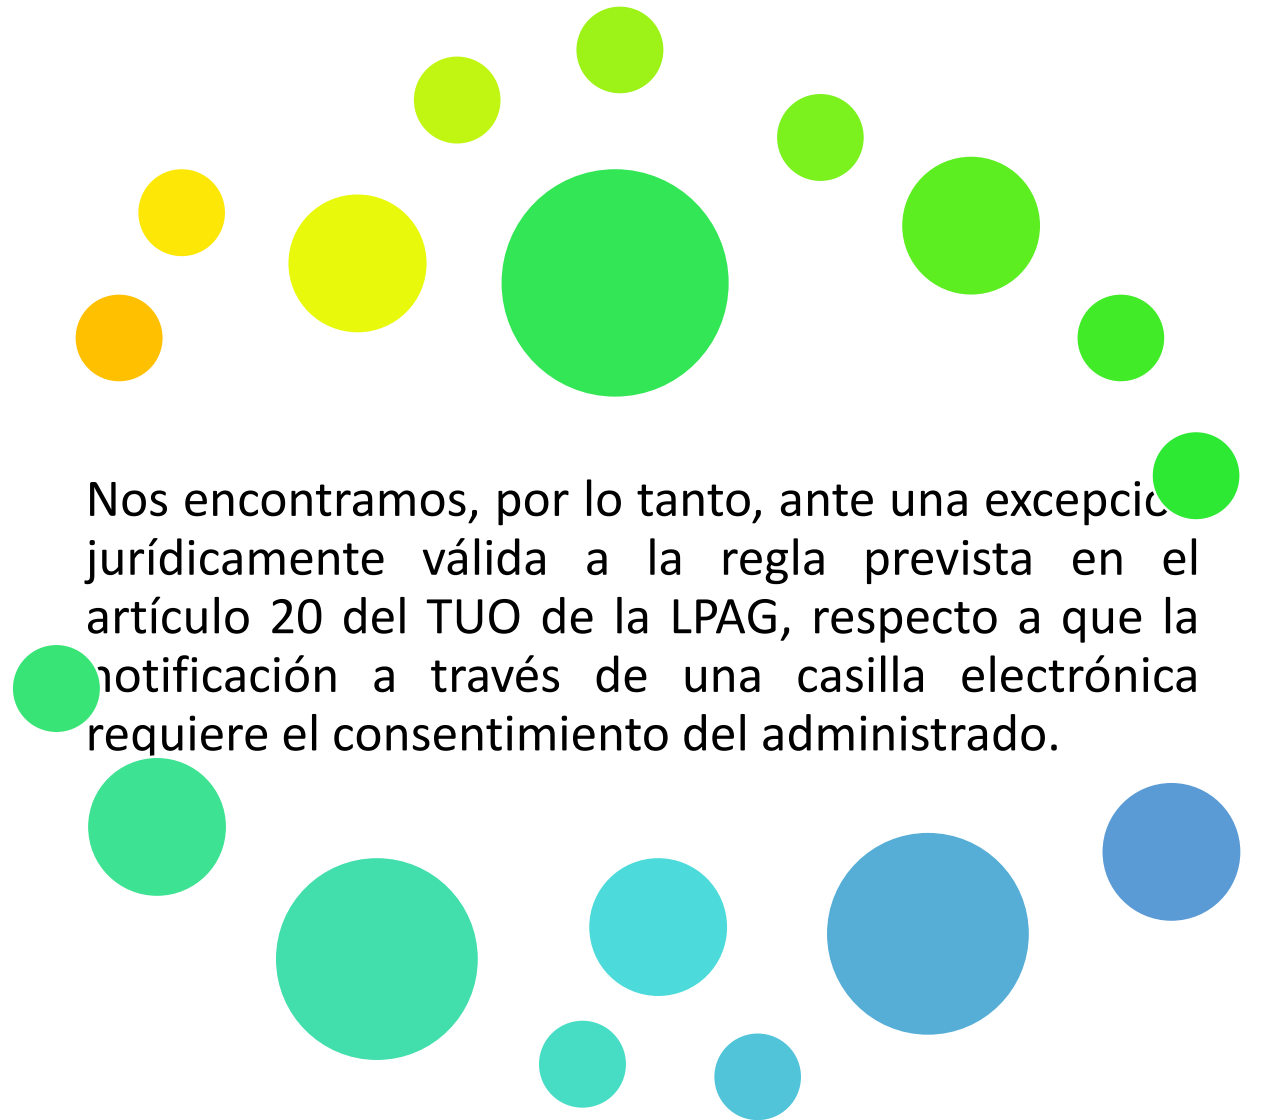 Nos encontramos, por lo tanto, ante una excepción
jurídicamente válida a la regla prevista en el
artículo 20 del TUO de la LPAG, respecto a que la
notificación a través de una casilla electrónica
requiere el consentimiento del administrado.